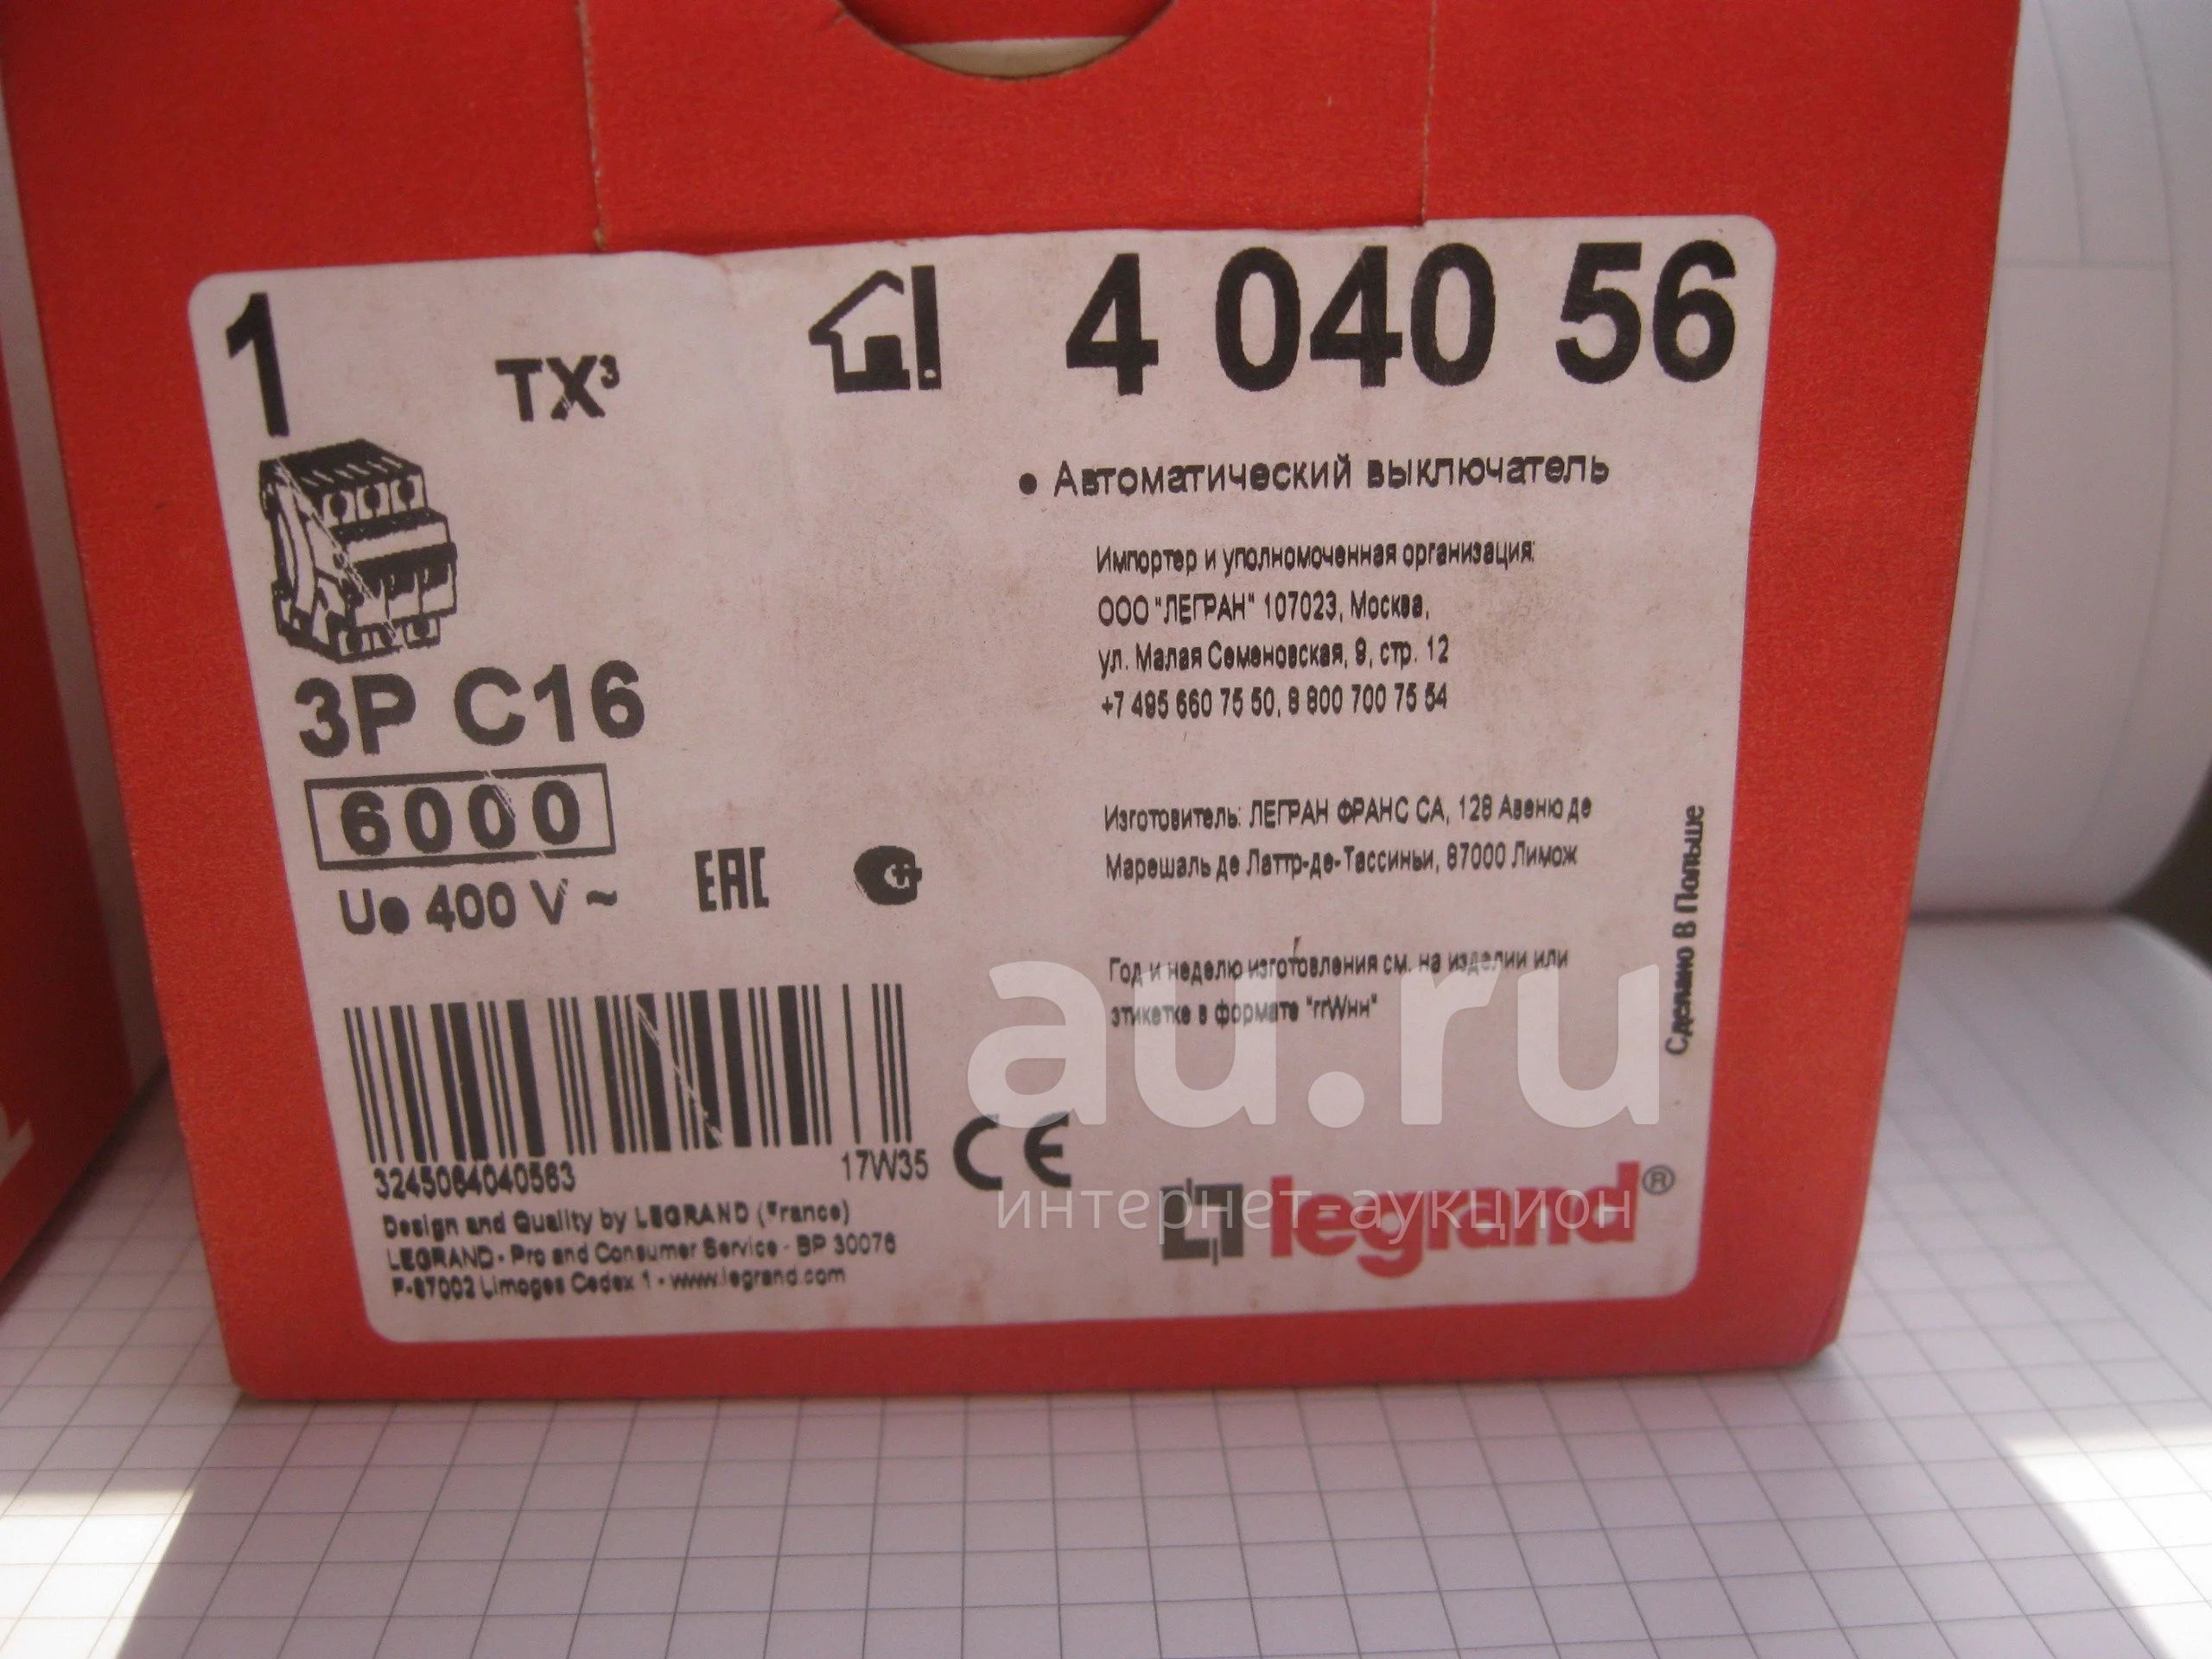 1
TX³
4 040 56
• Автоматический выключатель
Импортер и уполномоченная организация:
ООО "ЛЕГРАН" 107023, Москва,
ул. Малая Семеновская, 9, стр. 12
+7 495 660 75 50, 8 800 700 75 54
3P C16
6000
Ue 400 V ~
EAC
Изготовитель: ЛЕГРАН ФРАНС СА, 128 Авеню де
Марешаль де Латтр-де-Тассиньи, 87000 Лимож
Год и неделю изготовления см. на изделии или
этикетке в формате "ггWнн"
Сделано В Польше
3245064040563
17W35
CE
Design and Quality by LEGRAND (France)
LEGRAND - Pro and Consumer Service - BP 30076
F-87002 Limoges Cedex 1 - www.legrand.com
legrand®
au.ru
интернет-аукцион